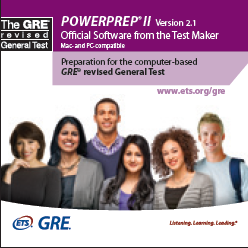 The GRE®
revised
General Test
POWERPREP® II Version 2.1
Official Software from the Test Maker
Mac- and PC-compatible
Preparation for the computer-based
GRE® revised General Test
www.ets.org/gre
ETS GRE.
Listening. Learning. Leading.®